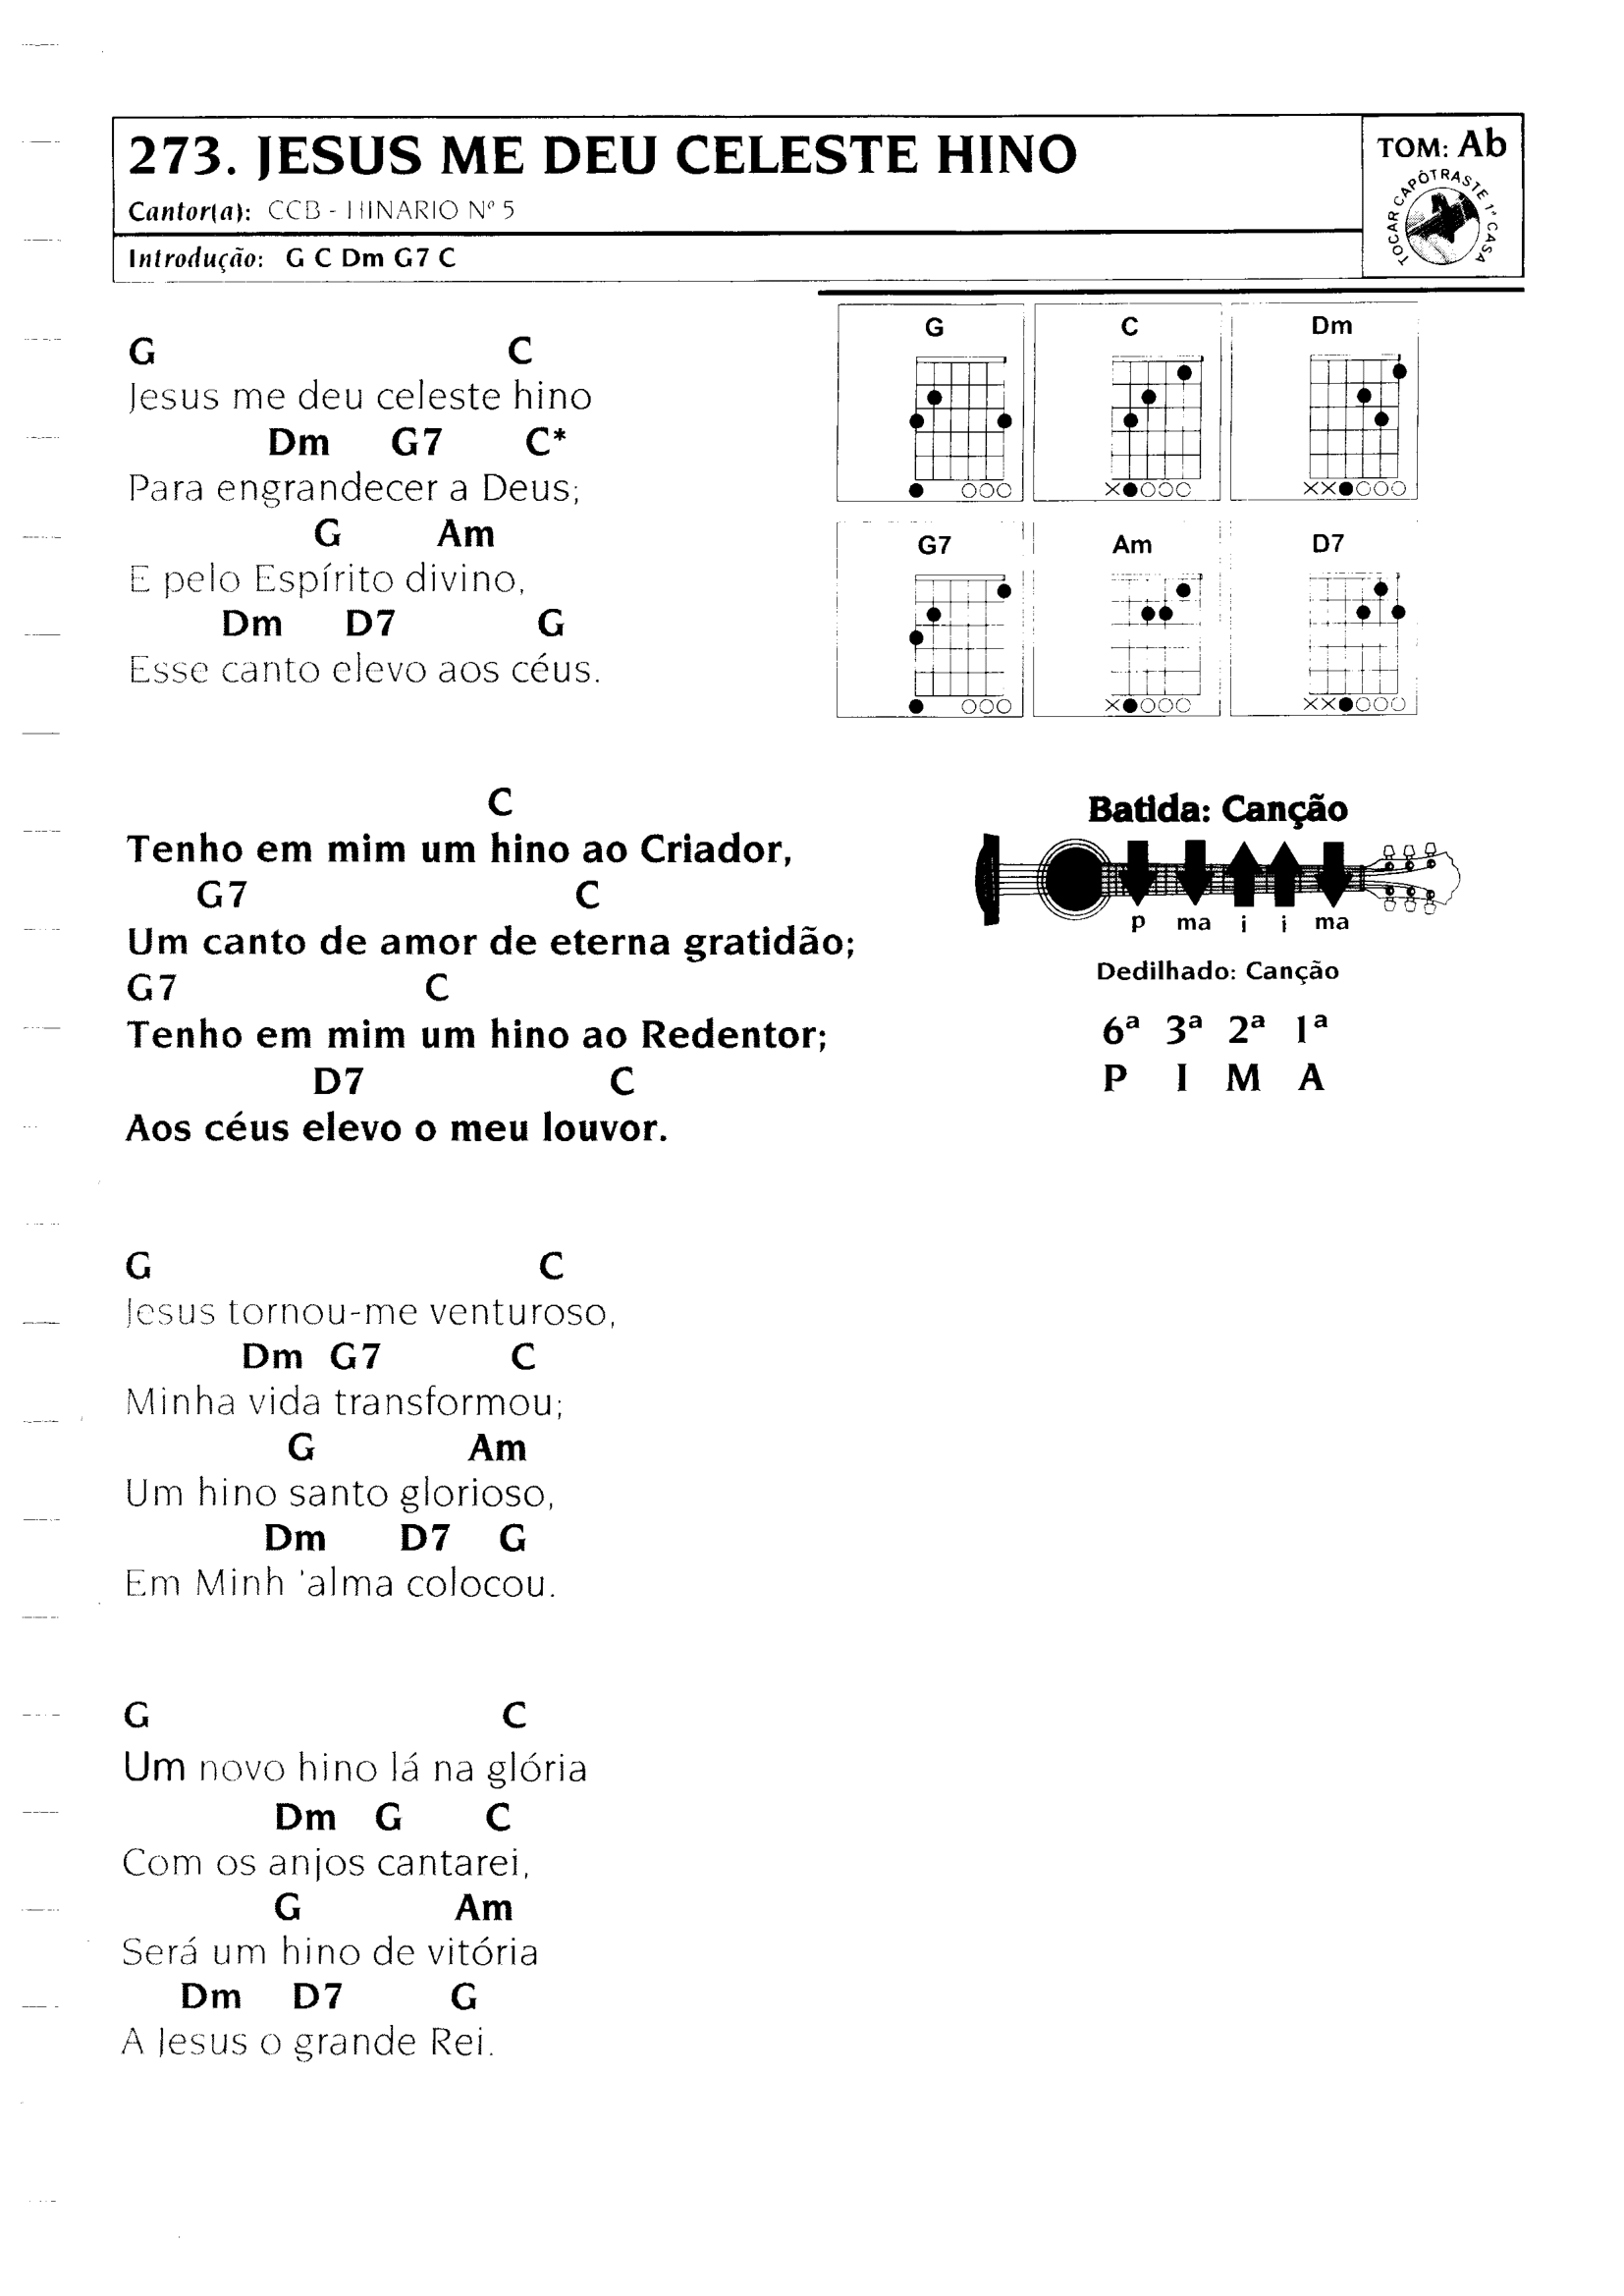 273. JESUS ME DEU CELESTE HINO
Cantor(a): CCB - HINARIO Nº 5
Introdução: G C Dm G7 C
TOM: Ab
TOCAR CAPÔTRASTE 1ª CASA
G C
Jesus me deu celeste hino
Dm G7 C*
Para engrandecer a Deus;
G Am
E pelo Espírito divino,
Dm D7 G
Esse canto elevo aos céus.
C
Tenho em mim um hino ao Criador,
G7 C
Um canto de amor de eterna gratidão;
G7 C
Tenho em mim um hino ao Redentor;
D7 C
Aos céus elevo o meu louvor.
G C
Jesus tornou-me venturoso,
Dm G7 C
Minha vida transformou;
G Am
Um hino santo glorioso,
Dm D7 G
Em Minh 'alma colocou.
G C
Um novo hino lá na glória
Dm G C
Com os anjos cantarei,
G Am
Será um hino de vitória
Dm D7 G
A Jesus o grande Rei.
G C Dm
G7 Am D7
Batida: Canção
p ma i i ma
Dedilhado: Canção
6ª 3ª 2ª 1ª
P I M A